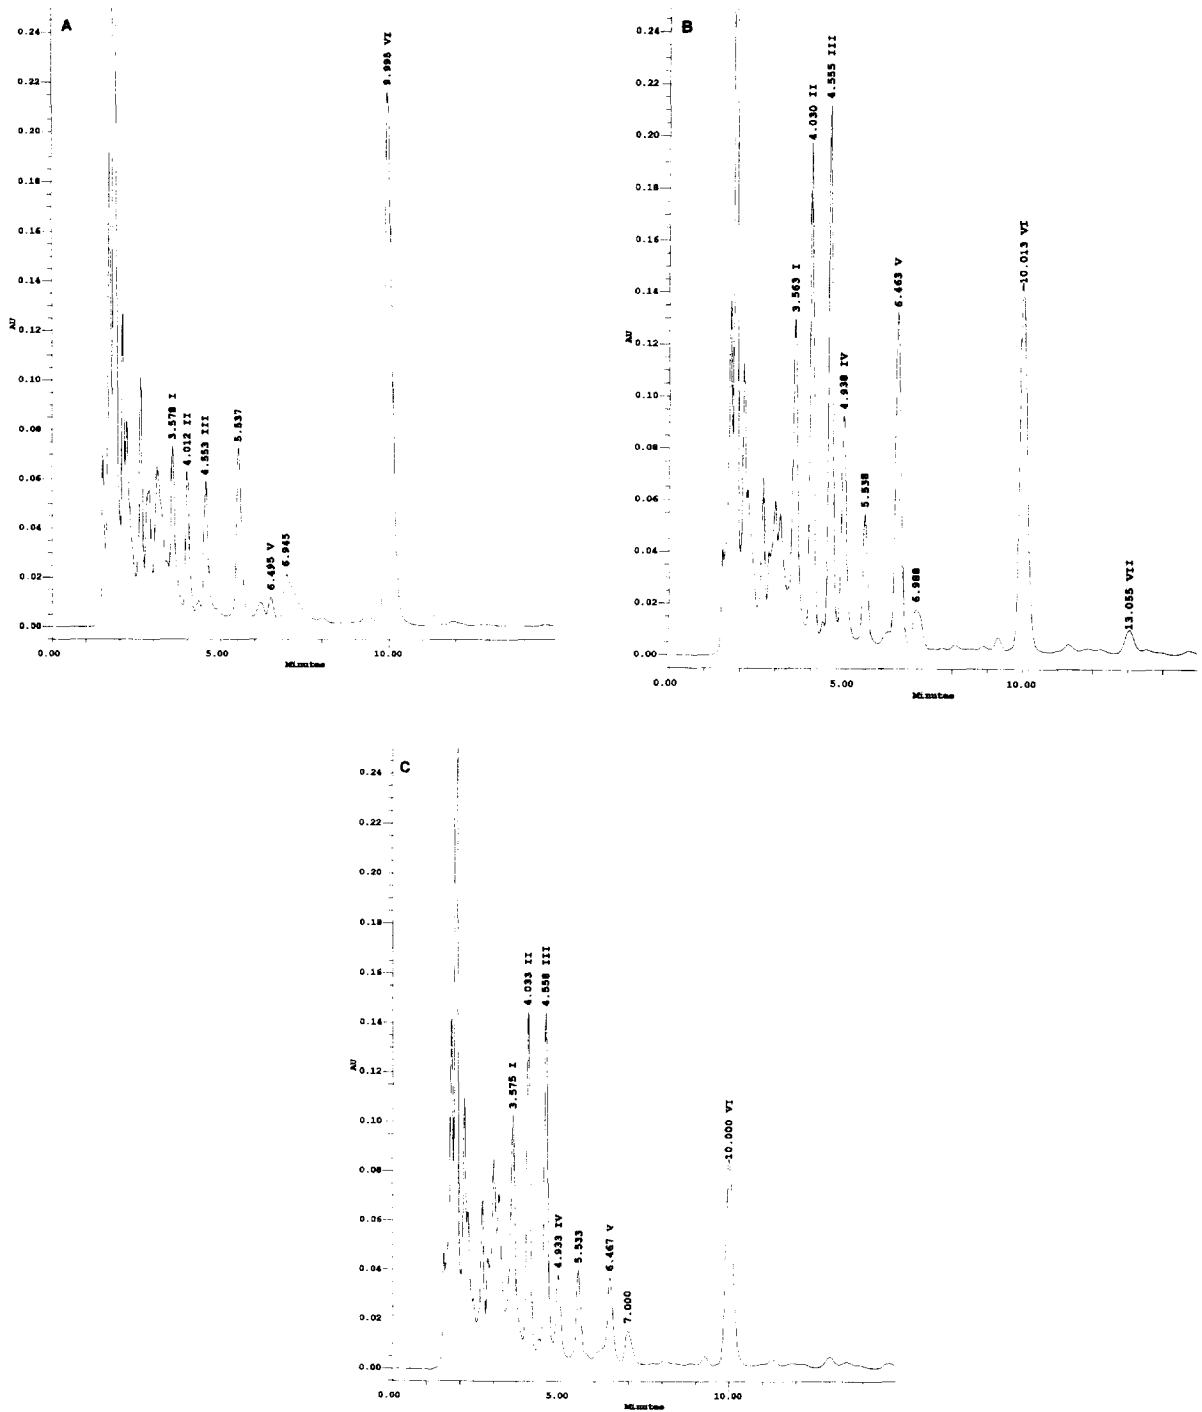 A
0.24
0.22
0.20
0.18
0.16
0.14
0.12
0.10
0.08
0.06
0.04
0.02
0.00
AU
3.578 I
4.012 II
4.553 III
5.537
6.495 V
6.945
9.995 VI
0.00
5.00
10.00
Minutes
B
0.24
0.22
0.20
0.18
0.16
0.14
0.12
0.10
0.08
0.06
0.04
0.02
0.00
AU
3.563 I
4.030 II
4.555 III
4.938 IV
5.538
6.463 V
6.988
10.013 VI
13.055 VII
0.00
5.00
10.00
Minutes
C
0.24
0.22
0.20
0.18
0.16
0.14
0.12
0.10
0.08
0.06
0.04
0.02
0.00
AU
3.575 I
4.033 II
4.558 III
4.933 IV
5.533
6.467 V
7.000
10.000 VI
0.00
5.00
10.00
Minutes